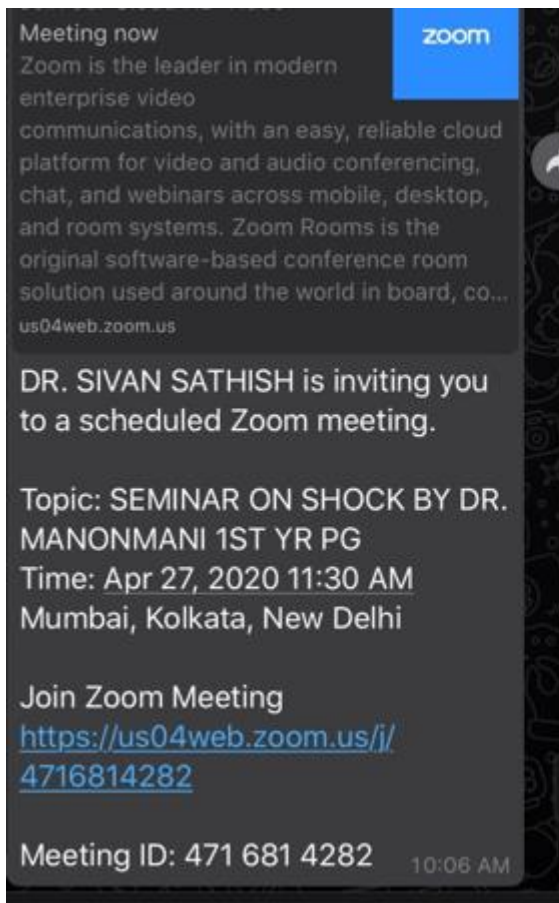 Meeting now
zoom
Zoom is the leader in modern
enterprise video
communications, with an easy, reliable cloud
platform for video and audio conferencing,
chat, and webinars across mobile, desktop,
and room systems. Zoom Rooms is the
original software-based conference room
solution used around the world in board, co...
us04web.zoom.us
DR. SIVAN SATHISH is inviting you
to a scheduled Zoom meeting.
Topic: SEMINAR ON SHOCK BY DR.
MANONMANI 1ST YR PG
Time: Apr 27, 2020 11:30 AM
Mumbai, Kolkata, New Delhi
Join Zoom Meeting
https://us04web.zoom.us/j/
4716814282
Meeting ID: 471 681 4282
10:06 AM